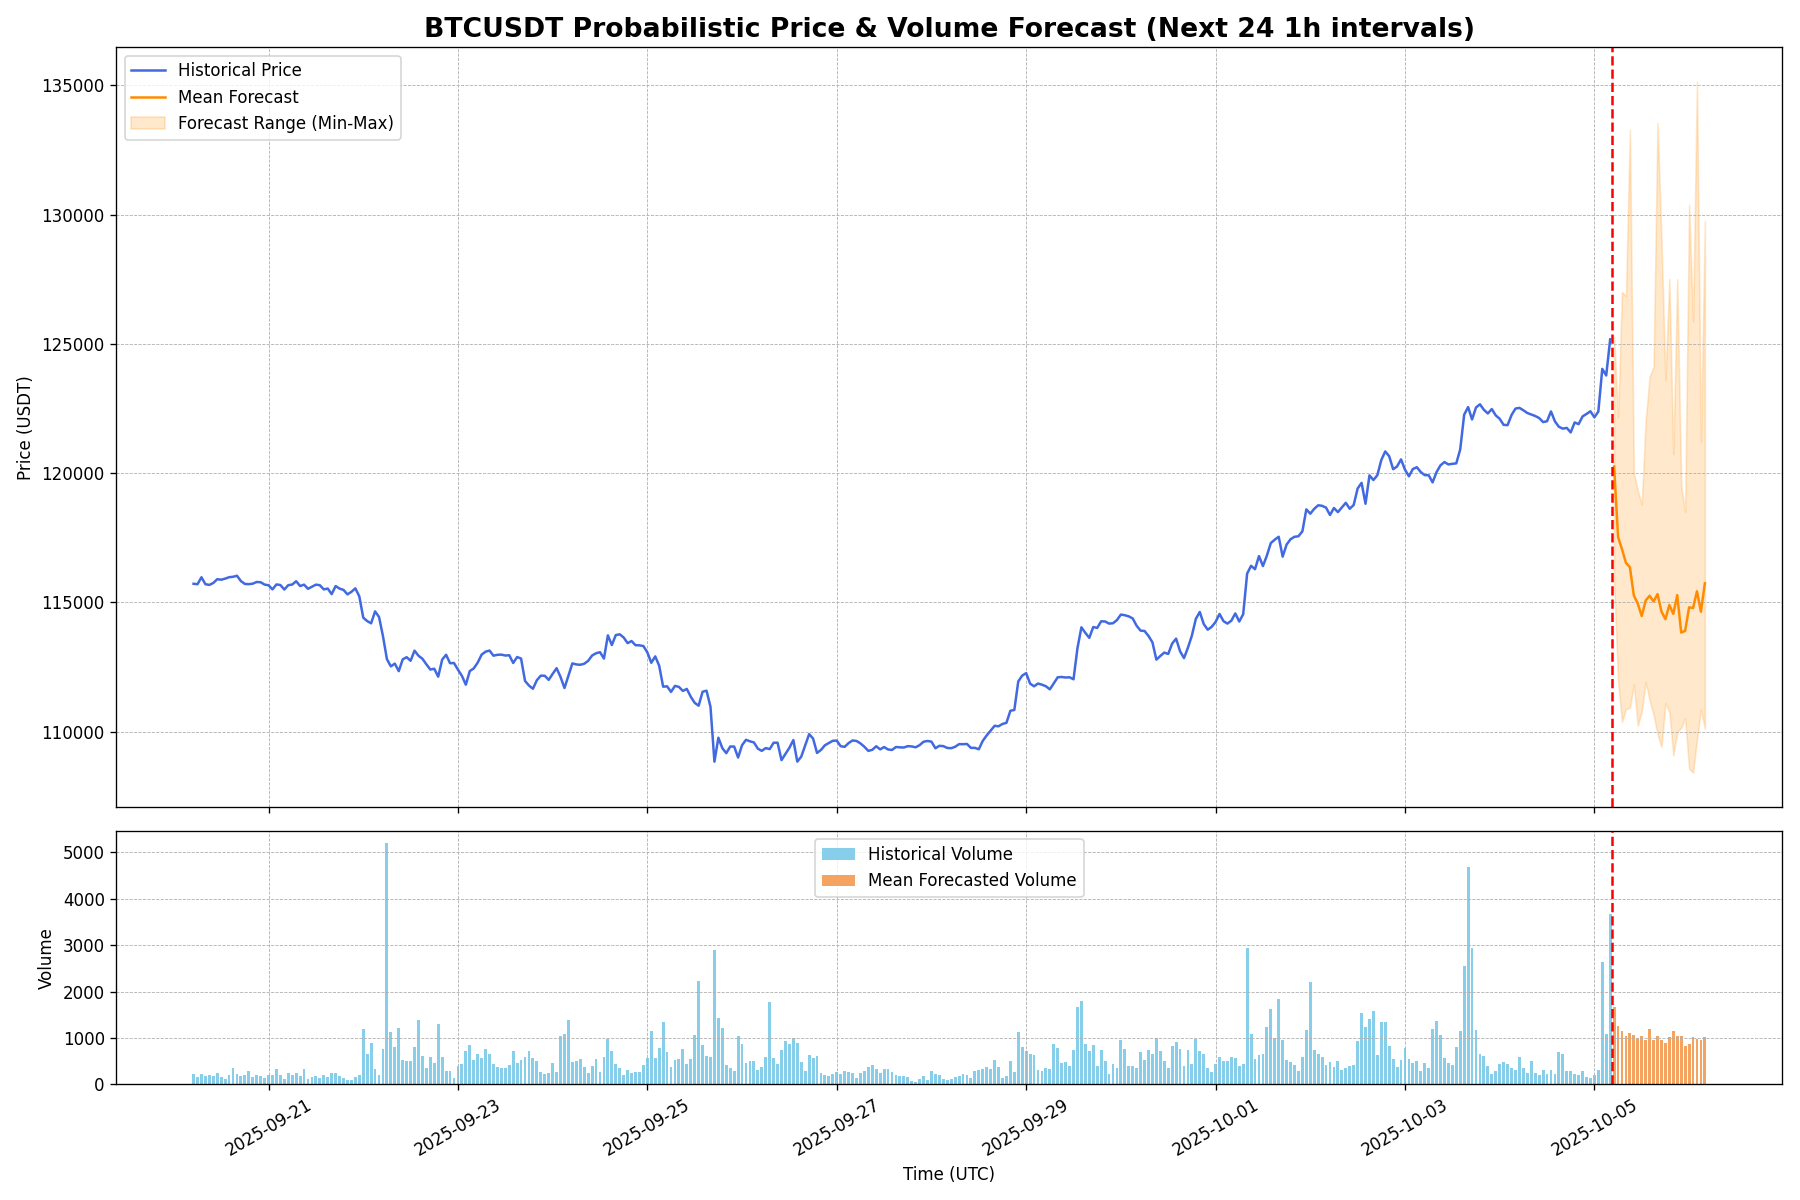 BTCUSDT Probabilistic Price & Volume Forecast (Next 24 1h intervals)
Historical Price
Mean Forecast
Forecast Range (Min-Max)
135000
130000
125000
120000
115000
110000
Price (USDT)
Historical Volume
Mean Forecasted Volume
5000
4000
3000
2000
1000
0
Volume
2025-09-21
2025-09-23
2025-09-25
2025-09-27
2025-09-29
2025-10-01
2025-10-03
2025-10-05
Time (UTC)